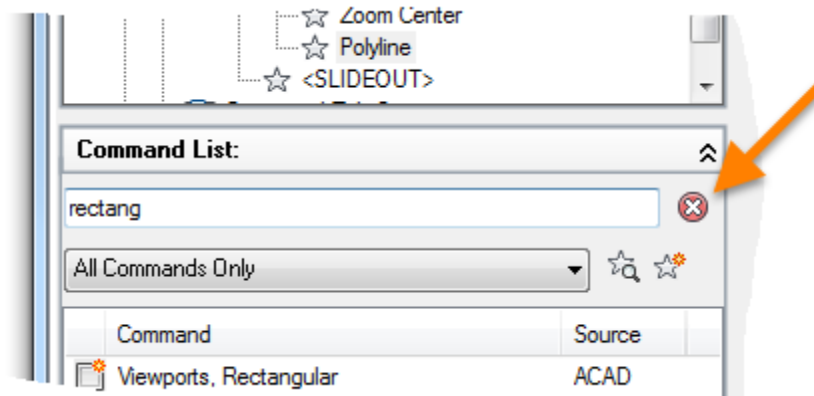 Zoom Center
Polyline
<SLIDEOUT>
Command List:
rectang
All Commands Only
Command Source
Viewports, Rectangular ACAD